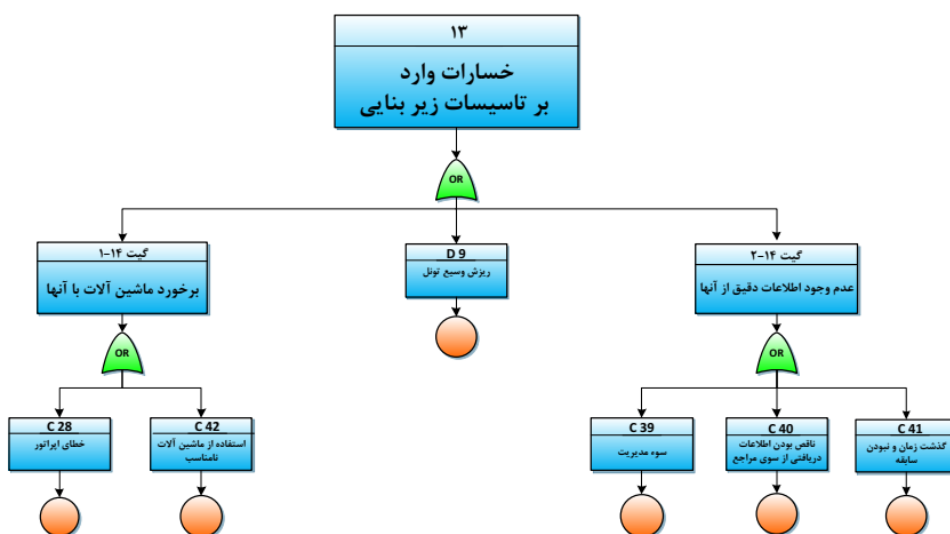 ۱۳
خسارات وارد
بر تاسیسات زیر بنایی
OR
گیت ۱۴-۱
برخورد ماشین آلات با آنها
D 9
ریزش وسیع تونل
گیت ۱۴-۲
عدم وجود اطلاعات دقیق از آنها
OR
OR
C 28
خطای اپراتور
C 42
استفاده از ماشین آلات
نامناسب
C 39
سوء مدیریت
C 40
ناقص بودن اطلاعات
دریافتی از سوی مراجع
C 41
گذشت زمان و نبودن
سابقه